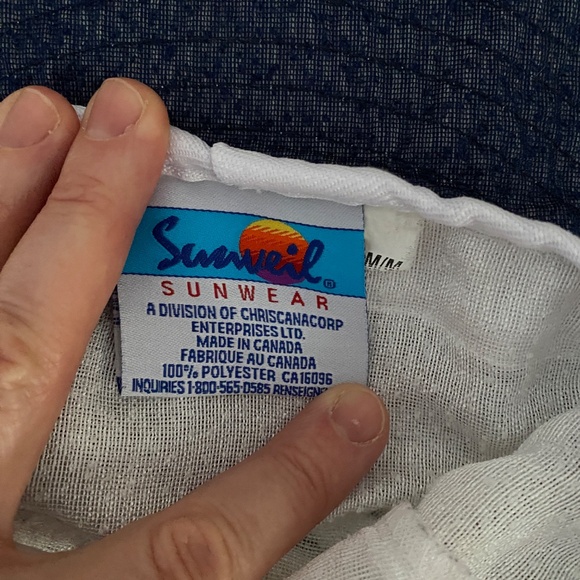 Sunveil®
SUNWEAR
A DIVISION OF CHRISCANACORP
ENTERPRISES LTD.
MADE IN CANADA
FABRIQUE AU CANADA
100% POLYESTER CA16096
INQUIRIES 1-800-565-0585
M/M